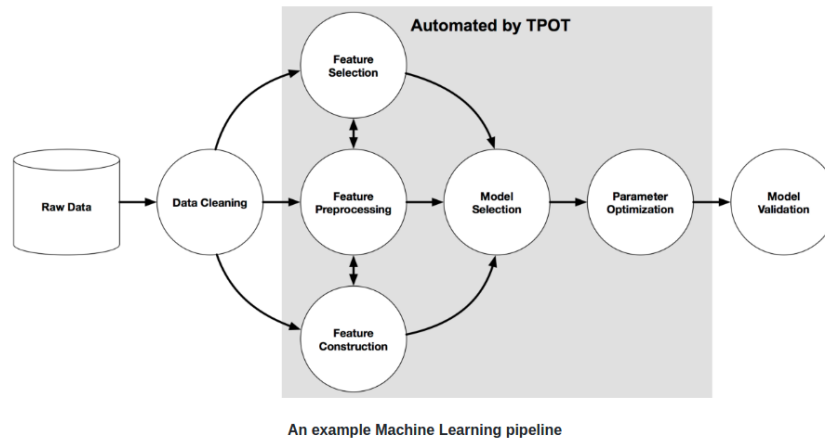 Automated by TPOT
Feature
Selection
Raw Data
Data Cleaning
Feature
Preprocessing
Model
Selection
Parameter
Optimization
Model
Validation
Feature
Construction
An example Machine Learning pipeline